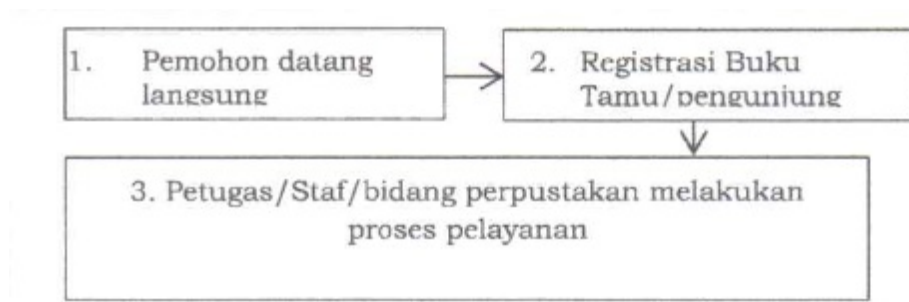 1. Pemohon datang
langsung
2. Registrasi Buku
Tamu/pengunjung
3. Petugas/Staf/bidang perpustakan melakukan
proses pelayanan